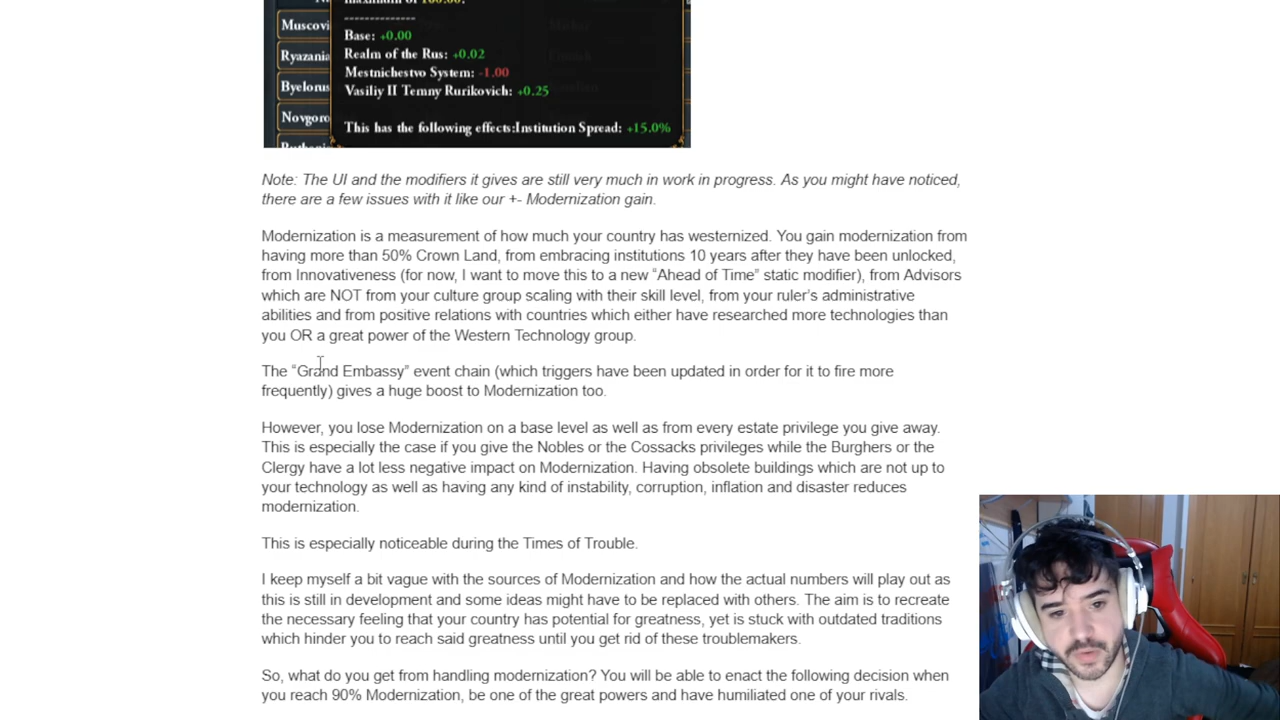 Muscovi
Base: +0.00
Ryazania
Realm of the Rus: +0.02
Mestnichestvo System: -1.00
Byelorus
Vasiliy II Temny Rurikovich: +0.25
Novgoro
This has the following effects:Institution Spread: +15.0%
Note: The UI and the modifiers it gives are still very much in work in progress. As you might have noticed,
there are a few issues with it like our +- Modernization gain.
Modernization is a measurement of how much your country has westernized. You gain modernization from
having more than 50% Crown Land, from embracing institutions 10 years after they have been unlocked,
from Innovativeness (for now, I want to move this to a new “Ahead of Time” static modifier), from Advisors
which are NOT from your culture group scaling with their skill level, from your ruler’s administrative
abilities and from positive relations with countries which either have researched more technologies than
you OR a great power of the Western Technology group.
The “Grand Embassy” event chain (which triggers have been updated in order for it to fire more
frequently) gives a huge boost to Modernization too.
However, you lose Modernization on a base level as well as from every estate privilege you give away.
This is especially the case if you give the Nobles or the Cossacks privileges while the Burghers or the
Clergy have a lot less negative impact on Modernization. Having obsolete buildings which are not up to
your technology as well as having any kind of instability, corruption, inflation and disaster reduces
modernization.
This is especially noticeable during the Times of Trouble.
I keep myself a bit vague with the sources of Modernization and how the actual numbers will play out as
this is still in development and some ideas might have to be replaced with others. The aim is to recreate
the necessary feeling that your country has potential for greatness, yet is stuck with outdated traditions
which hinder you to reach said greatness until you get rid of these troublemakers.
So, what do you get from handling modernization? You will be able to enact the following decision when
you reach 90% Modernization, be one of the great powers and have humiliated one of your rivals.